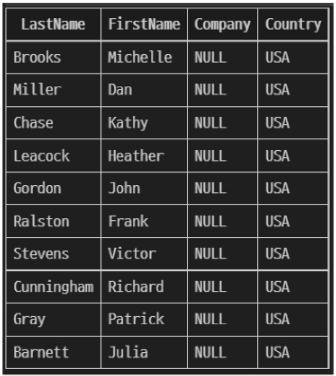 LastName FirstName Company Country
Brooks Michelle NULL USA
Miller Dan NULL USA
Chase Kathy NULL USA
Leacock Heather NULL USA
Gordon John NULL USA
Ralston Frank NULL USA
Stevens Victor NULL USA
Cunningham Richard NULL USA
Gray Patrick NULL USA
Barnett Julia NULL USA